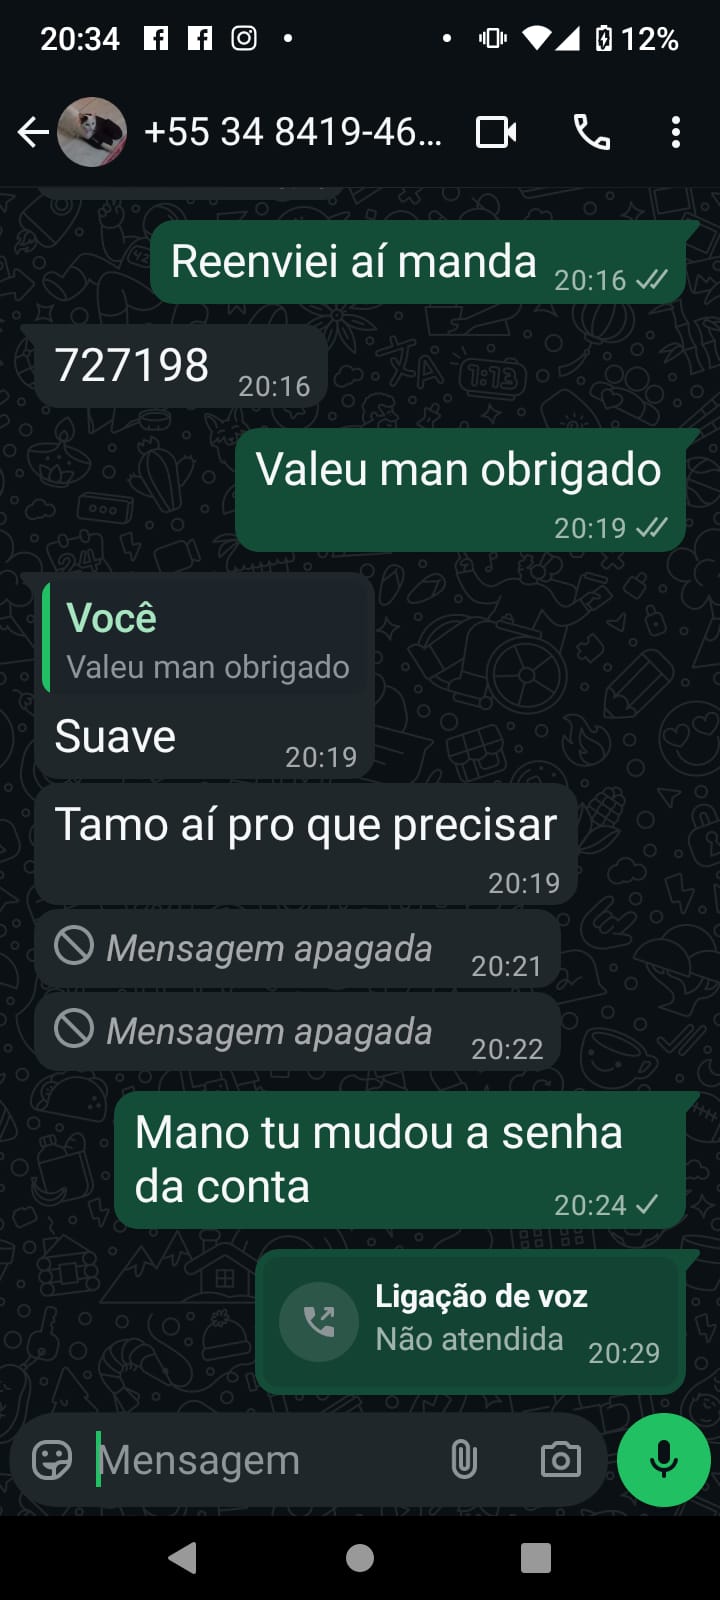 20:34 12%
+55 34 8419-46...
Reenviei aí manda 20:16
727198 20:16
Valeu man obrigado
20:19
Você
Valeu man obrigado
Suave 20:19
Tamo aí pro que precisar
20:19
Mensagem apagada 20:21
Mensagem apagada 20:22
Mano tu mudou a senha
da conta 20:24
Ligação de voz
Não atendida 20:29
Mensagem